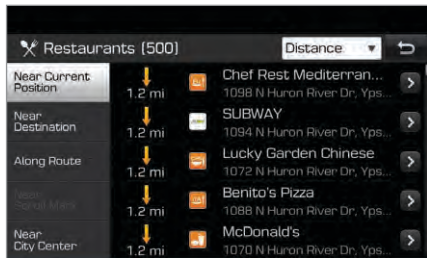 Restaurants (500)
Distance
Near Current
Position
1.2 mi
Chef Rest Mediterran...
1098 N Huron River Dr, Yps...
Near
Destination
1.2 mi
SUBWAY
1094 N Huron River Dr, Yps...
Along Route
1.2 mi
Lucky Garden Chinese
1072 N Huron River Dr, Yps...
Near
Scroll Mark
1.2 mi
Benito's Pizza
1088 N Huron River Dr, Yps...
Near
City Center
1.2 mi
McDonald's
1070 N Huron River Dr, Yps...